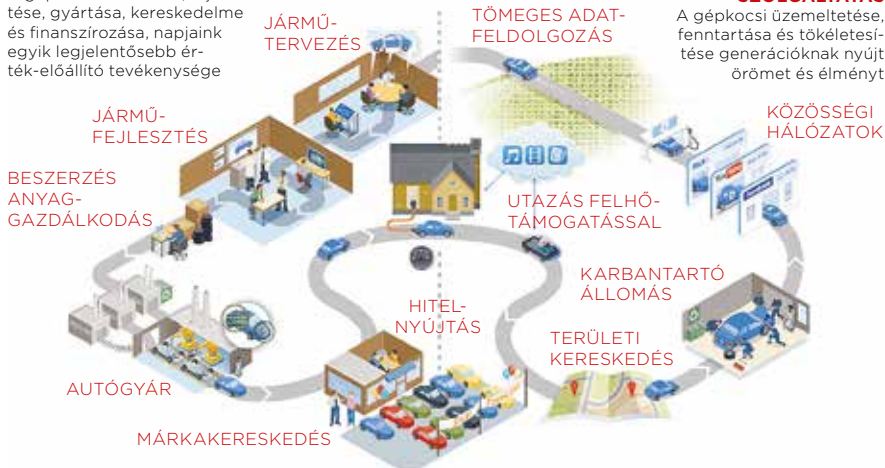 tése, gyártása, kereskedelme
és finanszírozása, napjaink
egyik legjelentősebb ér-
ték-előállító tevékenysége
JÁRMŰ-
TERVEZÉS
TÖMEGES ADAT-
FELDOLGOZÁS
A gépkocsi üzemeltetése,
fenntartása és tökéletesí-
tése generációknak nyújt
örömet és élményt
JÁRMŰ-
FEJLESZTÉS
KÖZÖSSÉGI
HÁLÓZATOK
BESZERZÉS
ANYAG-
GAZDÁLKODÁS
UTAZÁS FELHŐ-
TÁMOGATÁSSAL
KARBANTARTÓ
ÁLLOMÁS
HITEL-
NYÚJTÁS
TERÜLETI
KERESKEDÉS
AUTÓGYÁR
MÁRKAKERESKEDÉS